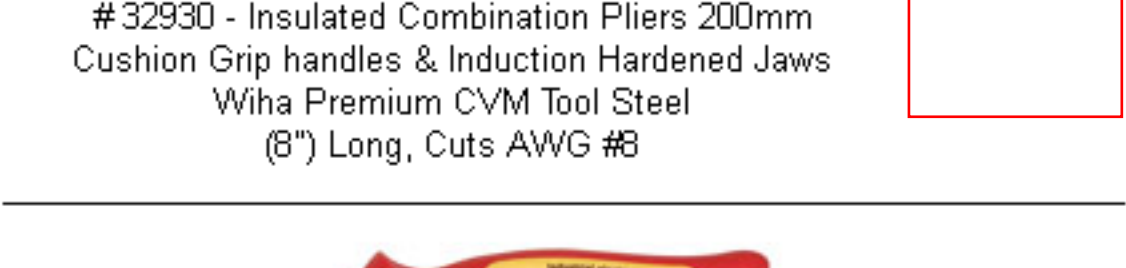 # 32930 - Insulated Combination Pliers 200mm
Cushion Grip handles & Induction Hardened Jaws
Wiha Premium CVM Tool Steel
(8") Long, Cuts AWG #8